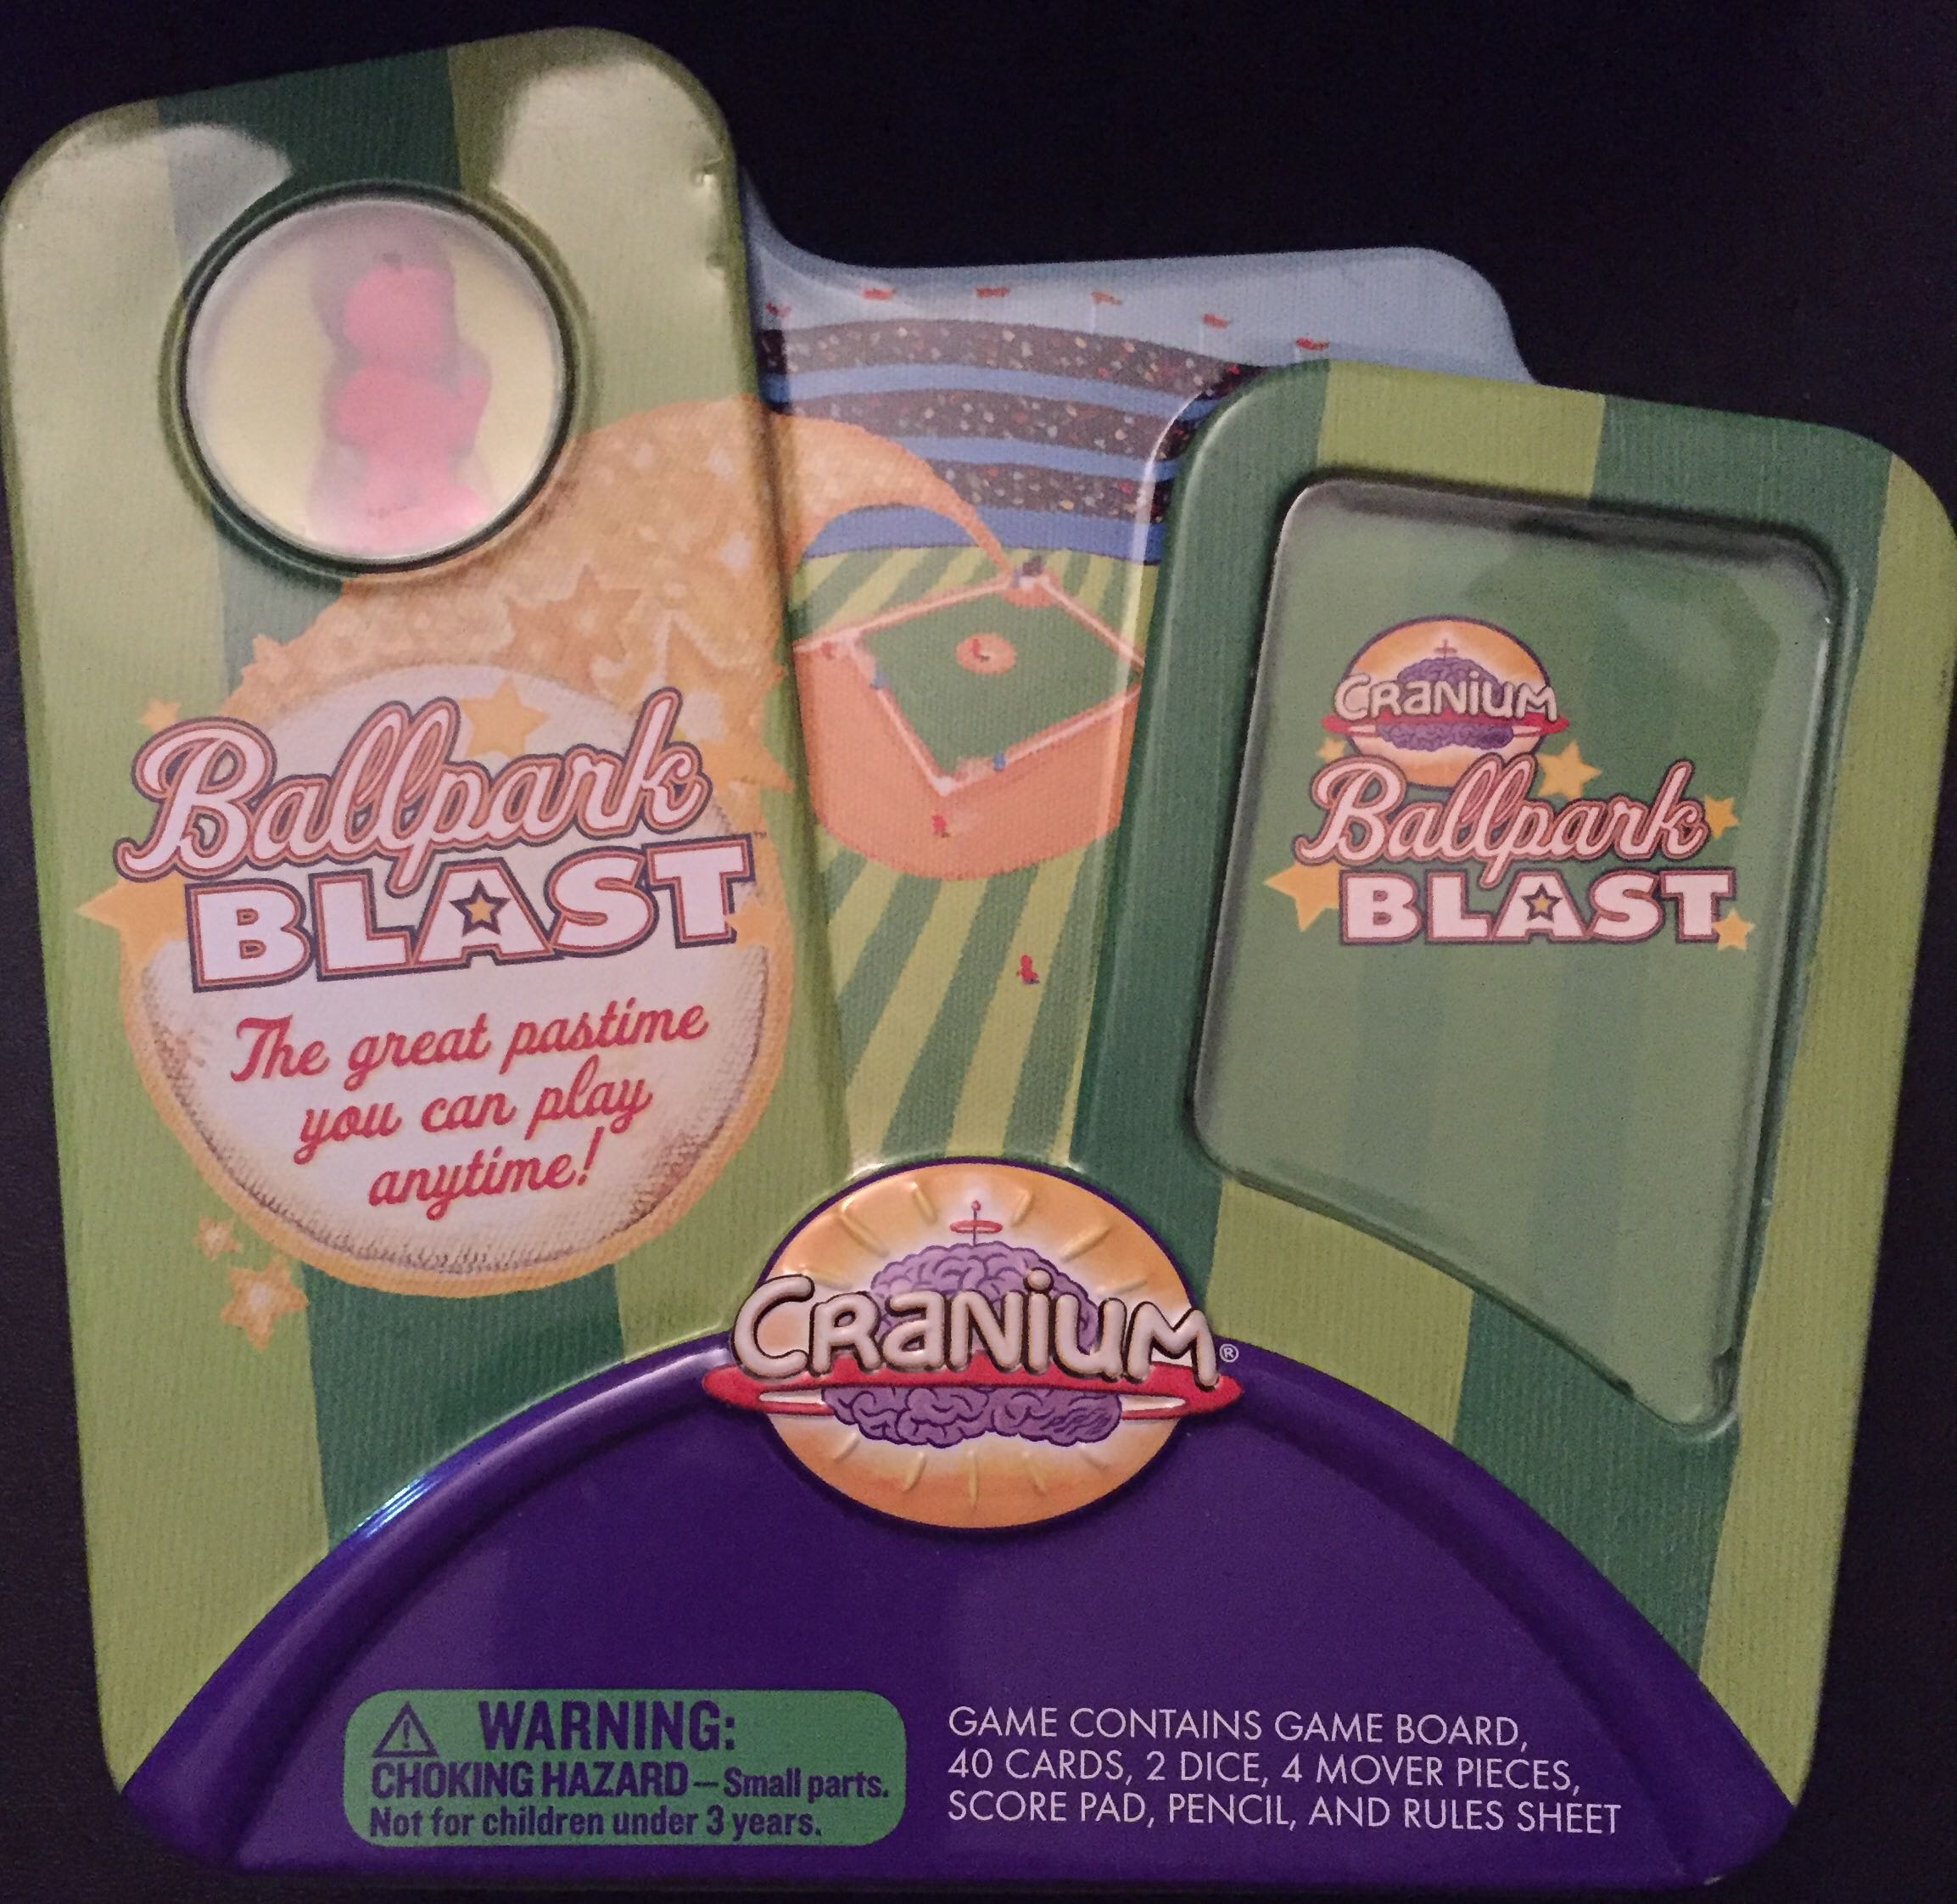 Ballpark
BLAST™
The great pastime
you can play
anytime!
CRANIUM
Ballpark
BLAST
CRANIUM®
WARNING:
CHOKING HAZARD – Small parts.
Not for children under 3 years.
GAME CONTAINS GAME BOARD,
40 CARDS, 2 DICE, 4 MOVER PIECES,
SCORE PAD, PENCIL, AND RULES SHEET